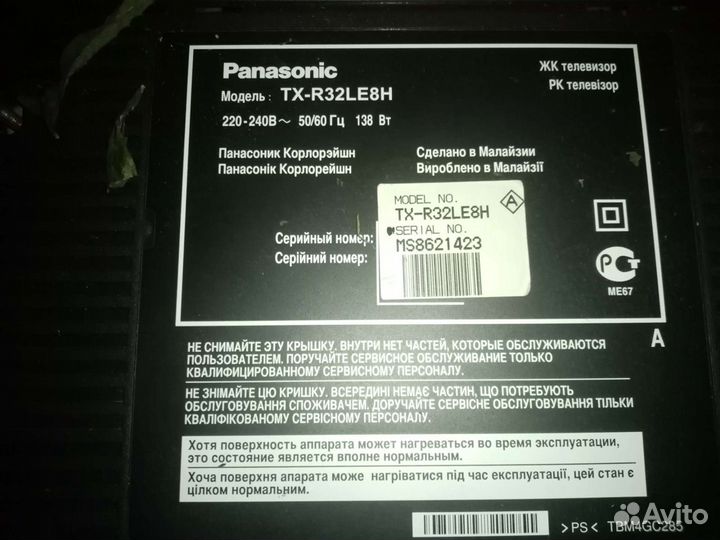 Panasonic
ЖК телевизор
РК телевізор
Модель : TX-R32LE8H
220-240В ~ 50/60 Гц 138 Вт
Панасоник Корлорэйшн
Панасонік Корлорейшн
Сделано в Малайзии
Вироблено в Малайзії
MODEL NO.
TX-R32LE8H
SERIAL NO.
MS8621423
A
Серийный номер:
Серійний номер:
РСТ
ME67
A
НЕ СНИМАЙТЕ ЭТУ КРЫШКУ. ВНУТРИ НЕТ ЧАСТЕЙ, КОТОРЫЕ ОБСЛУЖИВАЮТСЯ
ПОЛЬЗОВАТЕЛЕМ. ПОРУЧАЙТЕ СЕРВИСНОЕ ОБСЛУЖИВАНИЕ ТОЛЬКО
КВАЛИФИЦИРОВАННОМУ СЕРВИСНОМУ ПЕРСОНАЛУ.
НЕ ЗНІМАЙТЕ ЦЮ КРИШКУ. ВСЕРЕДИНІ НЕМАЄ ЧАСТИН, ЩО ПОТРЕБУЮТЬ
ОБСЛУГОВУВАННЯ СПОЖИВАЧЕМ. ДОРУЧАЙТЕ СЕРВІСНЕ ОБСЛУГОВУВАННЯ ТІЛЬКИ
КВАЛІФІКОВАНОМУ СЕРВІСНОМУ ПЕРСОНАЛУ.
Хотя поверхность аппарата может нагреваться во время эксплуатации,
это состояние является вполне нормальным.
Хоча поверхня апарата може нагріватися під час експлуатації, цей стан є
цілком нормальним.
>PS< TBM4GC285
Avito